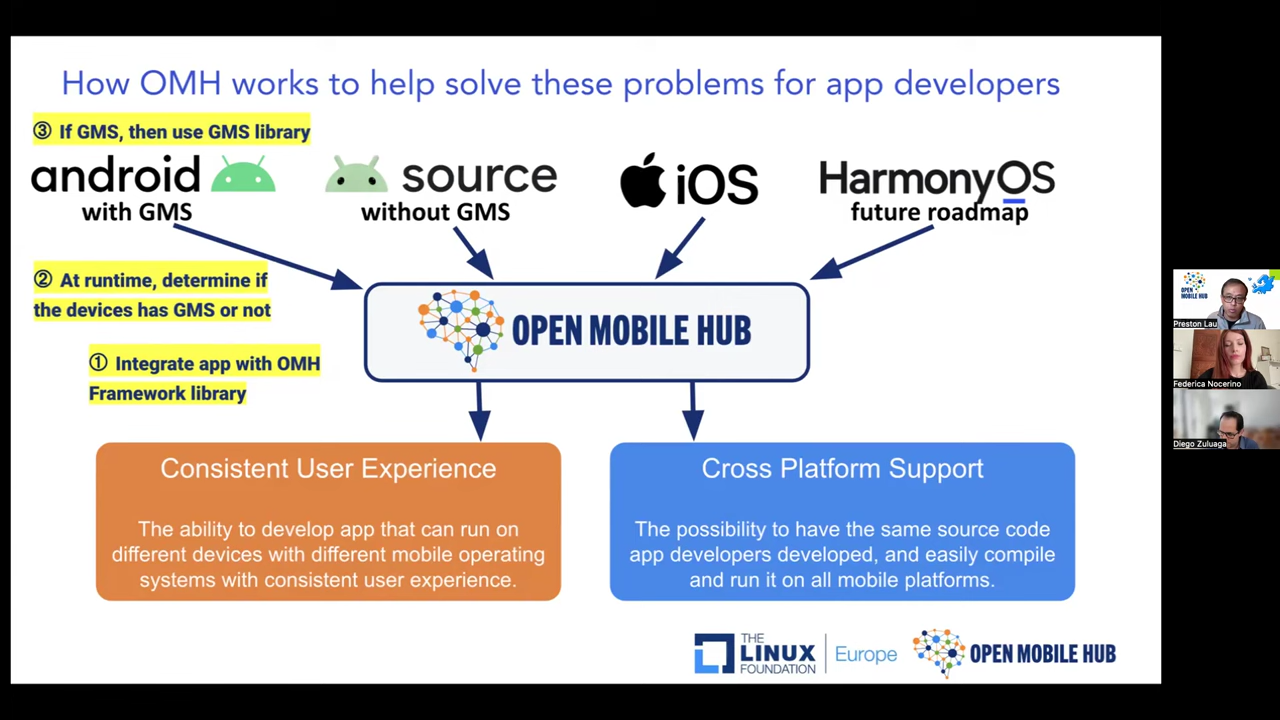 How OMH works to help solve these problems for app developers
③ If GMS, then use GMS library
android
with GMS
source
without GMS
iOS
HarmonyOS
future roadmap
② At runtime, determine if
the devices has GMS or not
① Integrate app with OMH
Framework library
OPEN MOBILE HUB
Consistent User Experience
The ability to develop app that can run on
different devices with different mobile operating
systems with consistent user experience.
Cross Platform Support
The possibility to have the same source code
app developers developed, and easily compile
and run it on all mobile platforms.
THE
LINUX
FOUNDATION
Europe
OPEN MOBILE HUB
OPEN
MOBILE HUB
Preston Lau
Federica Nocerino
Diego Zuluaga